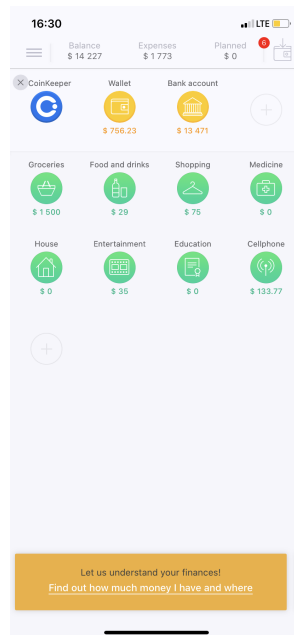 16:30
LTE
Balance Expenses Planned
$ 14 227 $ 1 773 $ 0
6
CoinKeeper Wallet Bank account
$ 756.23 $ 13 471
Groceries Food and drinks Shopping Medicine
$ 1 500 $ 29 $ 75 $ 0
House Entertainment Education Cellphone
$ 0 $ 35 $ 0 $ 133.77
Let us understand your finances!
Find out how much money I have and where